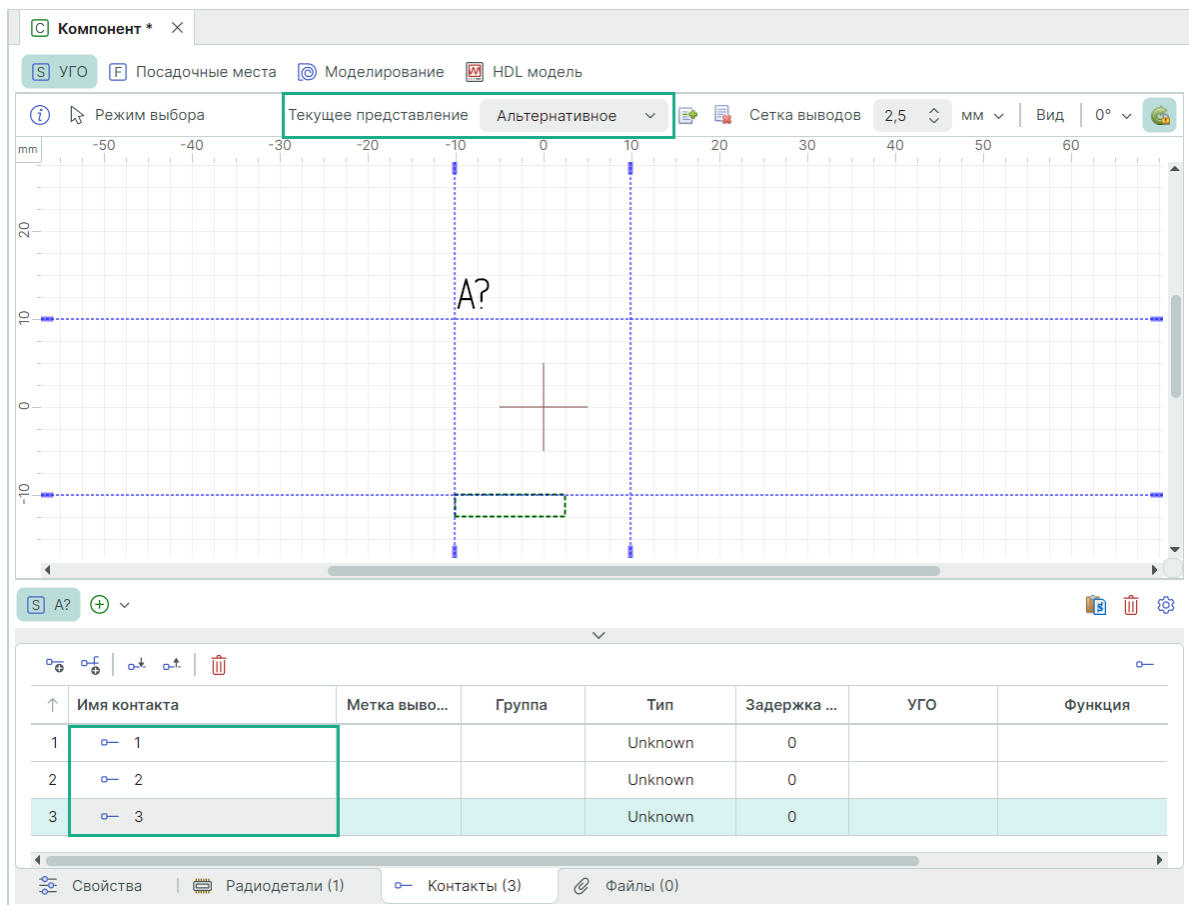 C Компонент *
S УГО F Посадочные места Моделирование HDL модель
i Режим выбора Текущее представление Альтернативное Сетка выводов 2,5 мм Вид 0°
mm -50 -40 -30 -20 -10 0 10 20 30 40 50 60
20
A?
10
0
-10
S A?
Имя контакта Метка выво... Группа Тип Задержка ... УГО Функция
1 1 Unknown 0
2 2 Unknown 0
3 3 Unknown 0
Свойства Радиодетали (1) Контакты (3) Файлы (0)